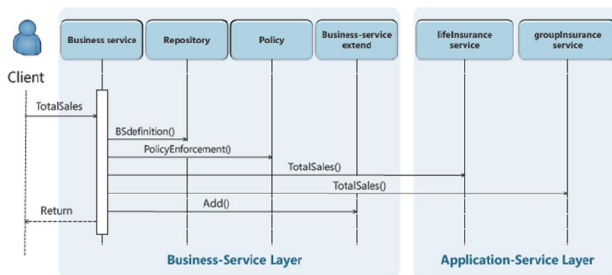 Business service
Repository
Policy
Business-service
extend
lifeInsurance
service
groupInsurance
service
Client
TotalSales
BSdefinition()
PolicyEnforcement()
TotalSales()
TotalSales()
Add()
Return
Business-Service Layer
Application-Service Layer